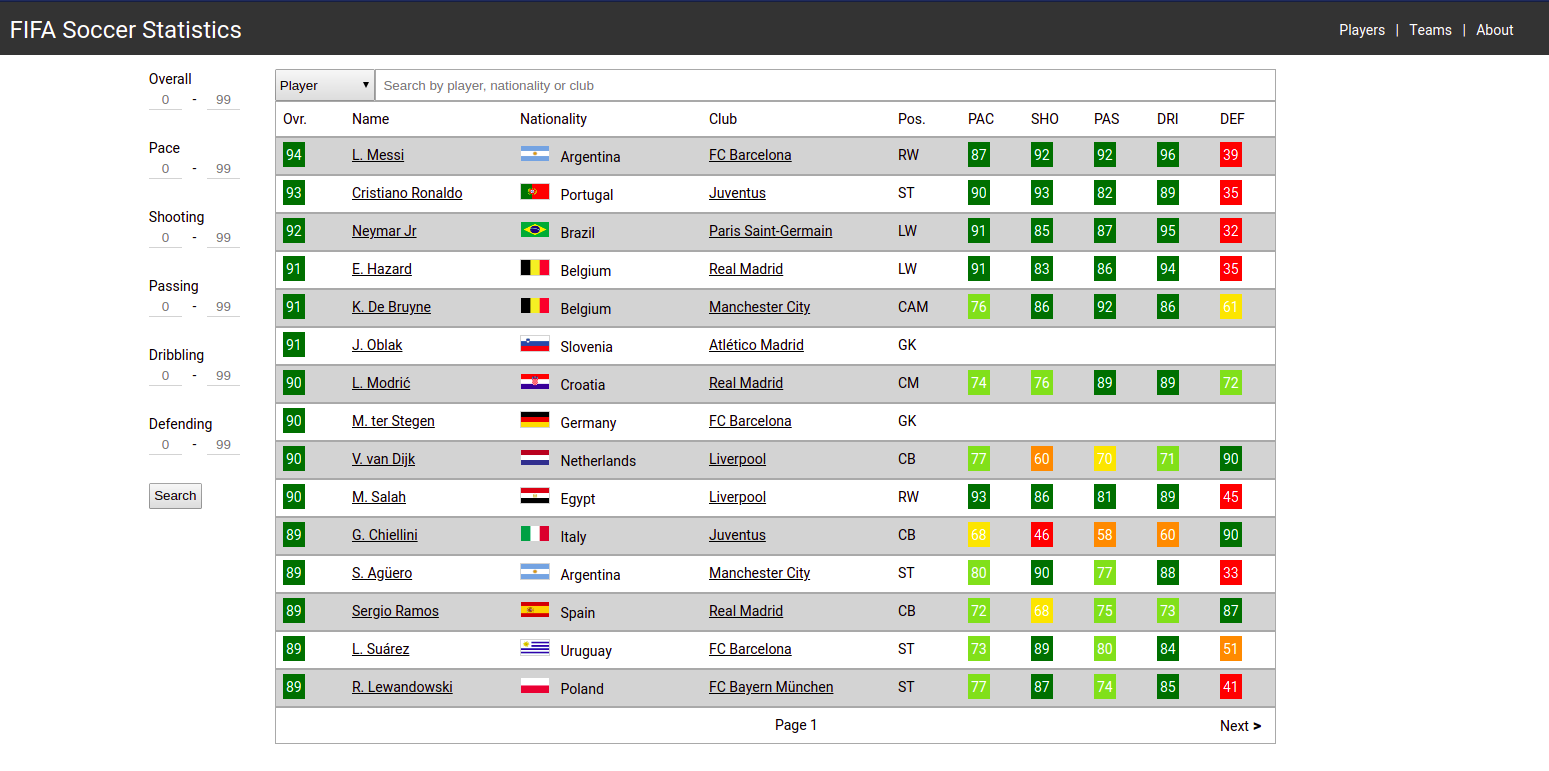 FIFA Soccer Statistics Players | Teams | About
Overall
0 - 99
Pace
0 - 99
Shooting
0 - 99
Passing
0 - 99
Dribbling
0 - 99
Defending
0 - 99
Search
Player ▼ Search by player, nationality or club
Ovr. Name Nationality Club Pos. PAC SHO PAS DRI DEF
94 L. Messi Argentina FC Barcelona RW 87 92 92 96 39
93 Cristiano Ronaldo Portugal Juventus ST 90 93 82 89 35
92 Neymar Jr Brazil Paris Saint-Germain LW 91 85 87 95 32
91 E. Hazard Belgium Real Madrid LW 91 83 86 94 35
91 K. De Bruyne Belgium Manchester City CAM 76 86 92 86 61
91 J. Oblak Slovenia Atlético Madrid GK
90 L. Modrić Croatia Real Madrid CM 74 76 89 89 72
90 M. ter Stegen Germany FC Barcelona GK
90 V. van Dijk Netherlands Liverpool CB 77 60 70 71 90
90 M. Salah Egypt Liverpool RW 93 86 81 89 45
89 G. Chiellini Italy Juventus CB 68 46 58 60 90
89 S. Agüero Argentina Manchester City ST 80 90 77 88 33
89 Sergio Ramos Spain Real Madrid CB 72 68 75 73 87
89 L. Suárez Uruguay FC Barcelona ST 73 89 80 84 51
89 R. Lewandowski Poland FC Bayern München ST 77 87 74 85 41
Page 1 Next >